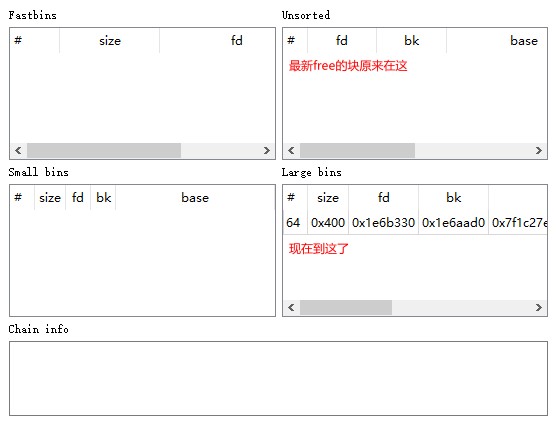 Fastbins
Unsorted
# size fd
# fd bk base
最新free的块原来在这
Small bins
Large bins
# size fd bk base
# size fd bk
64 0x400 0x1e6b330 0x1e6aad0 0x7f1c27e
现在到这了
Chain info